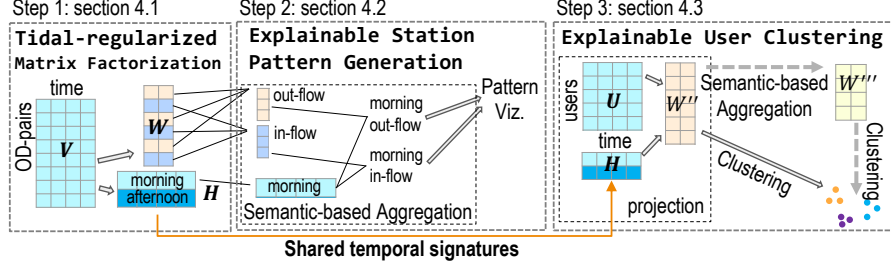 Step 1: section 4.1
Tidal-regularized
Matrix Factorization
time
OD-pairs
V
W
morning
afternoon
H
Step 2: section 4.2
Explainable Station
Pattern Generation
out-flow
in-flow
morning
morning
out-flow
morning
in-flow
Pattern
Viz.
Semantic-based Aggregation
Step 3: section 4.3
Explainable User Clustering
users
U
time
H
W''
projection
Semantic-based
Aggregation
W'''
Clustering
Clustering
Shared temporal signatures